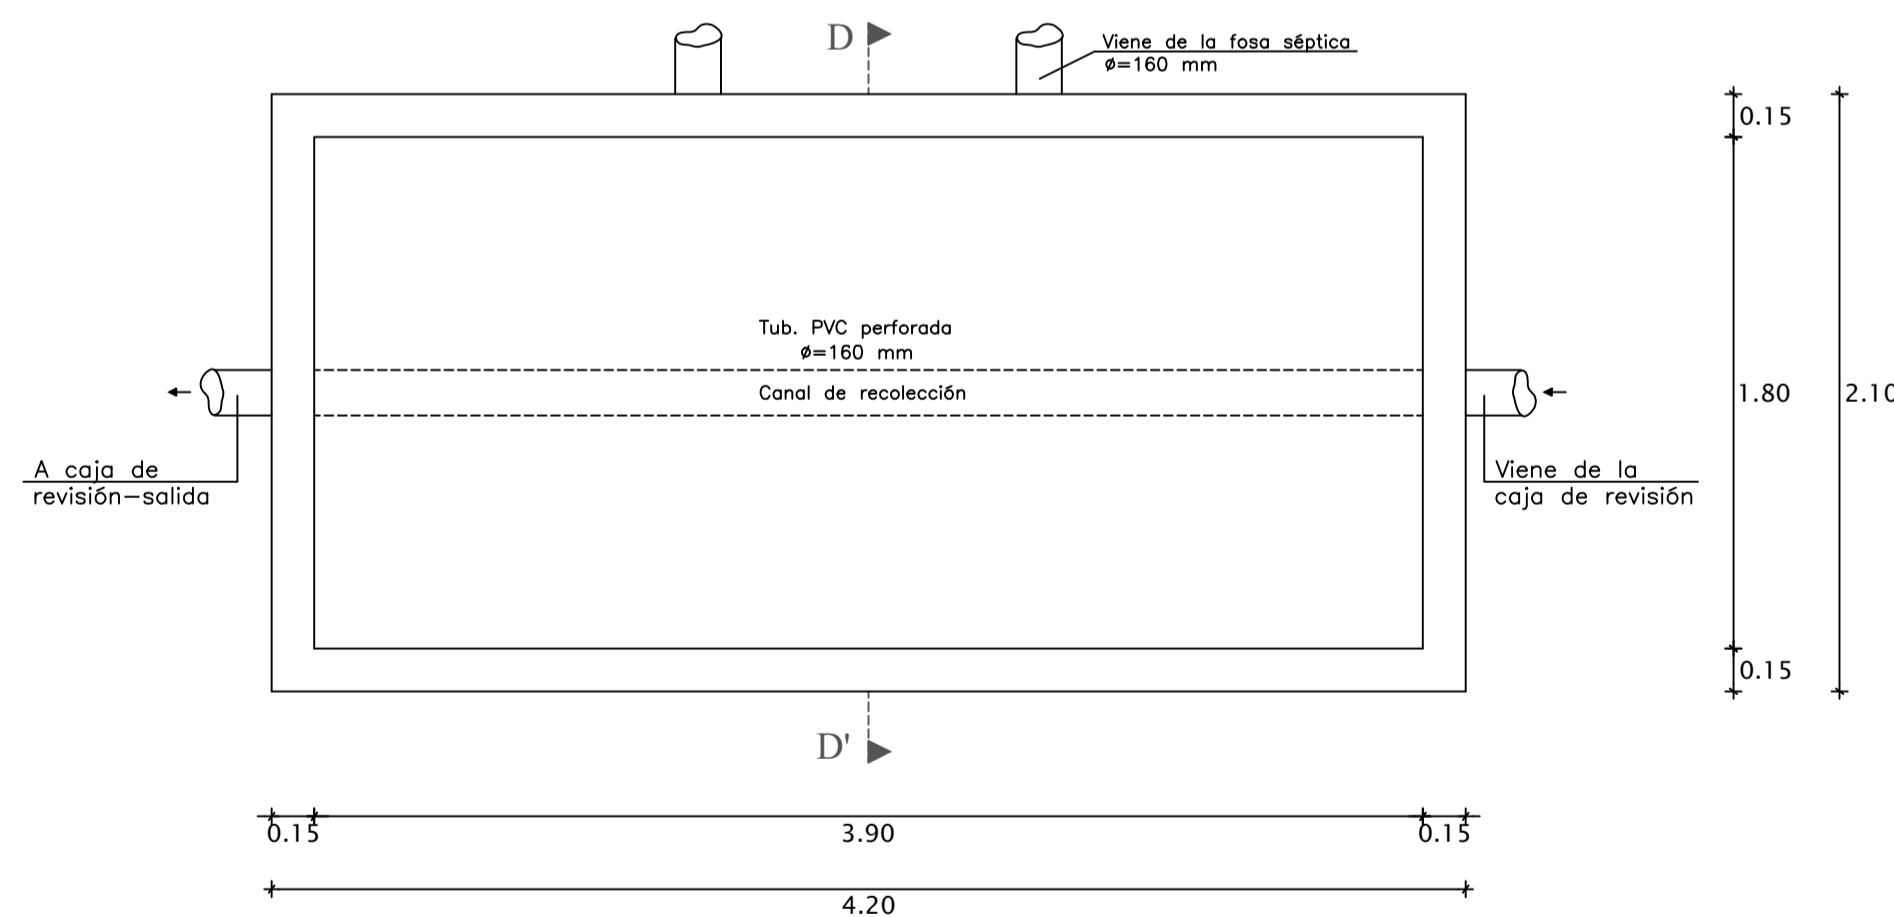 D
Viene de la fosa séptica
ø=160 mm
0.15
Tub. PVC perforada
ø=160 mm
Canal de recolección
1.80
2.10
A caja de
revisión-salida
Viene de la
caja de revisión
0.15
D'
0.15
3.90
0.15
4.20